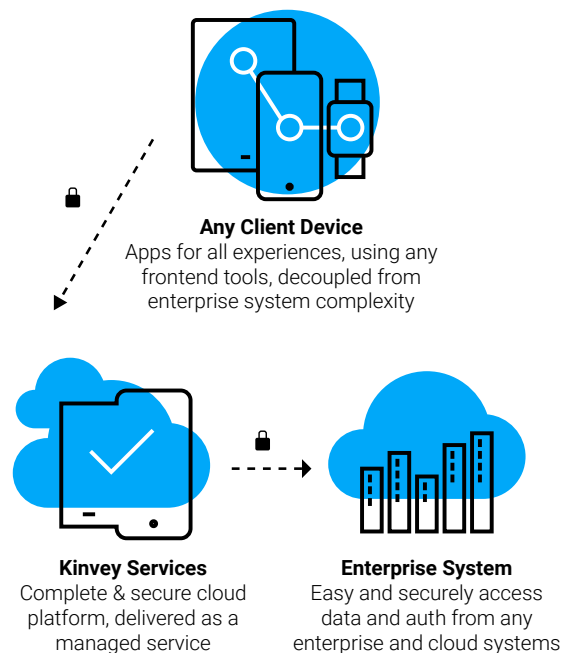 Any Client Device
Apps for all experiences, using any
frontend tools, decoupled from
enterprise system complexity
Kinvey Services
Complete & secure cloud
platform, delivered as a
managed service
Enterprise System
Easy and securely access
data and auth from any
enterprise and cloud systems